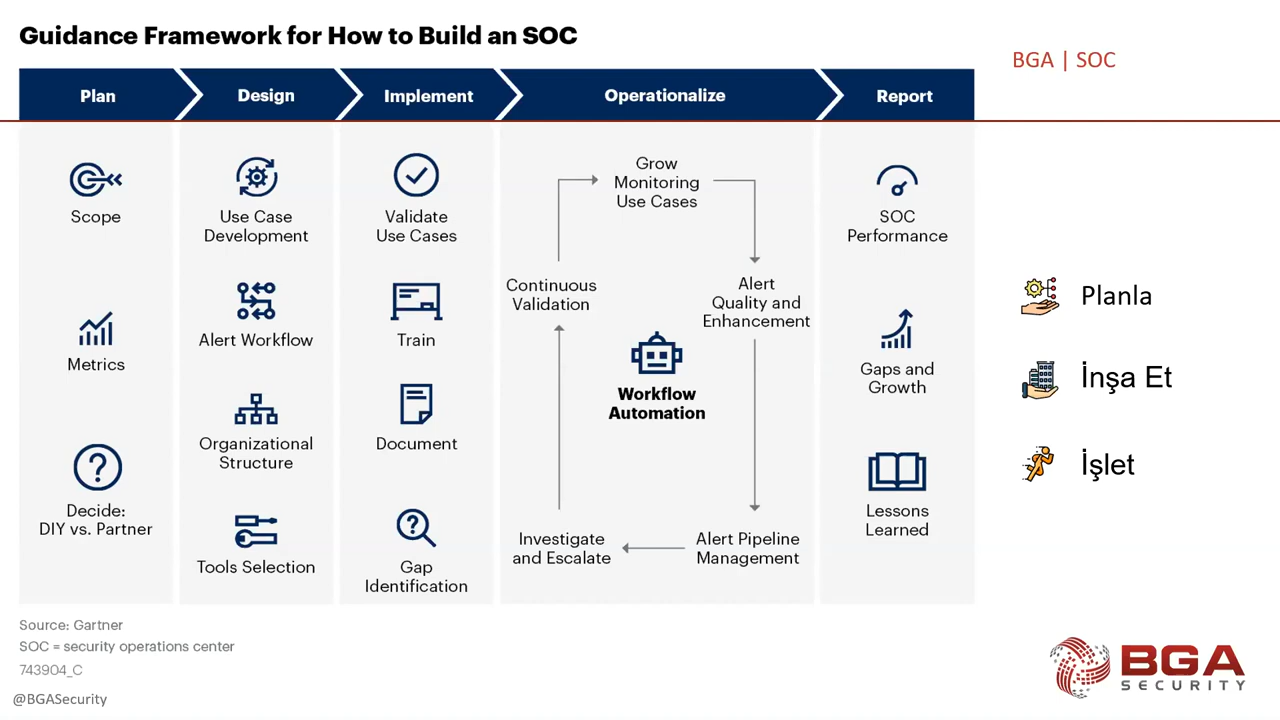 Guidance Framework for How to Build an SOC
BGA | SOC
Plan
Design
Implement
Operationalize
Report
Scope
Metrics
Decide:
DIY vs. Partner
Use Case
Development
Alert Workflow
Organizational
Structure
Tools Selection
Validate
Use Cases
Train
Document
Gap
Identification
Grow
Monitoring
Use Cases
Alert
Quality and
Enhancement
Alert Pipeline
Management
Investigate
and Escalate
Continuous
Validation
Workflow
Automation
SOC
Performance
Gaps and
Growth
Lessons
Learned
Planla
İnşa Et
İşlet
Source: Gartner
SOC = security operations center
743904_C
@BGASecurity
BGA
SECURITY